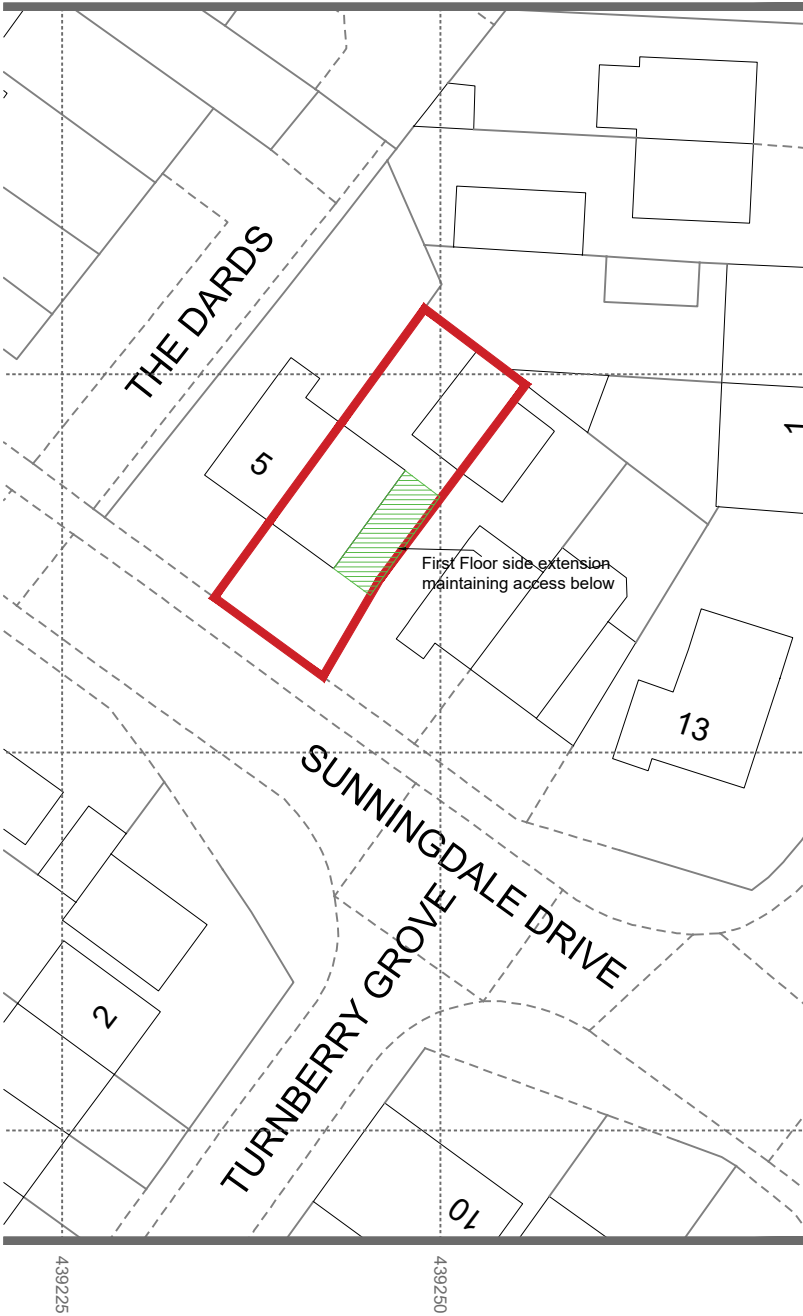 THE DARDS
1
5
First Floor side extension
maintaining access below
13
SUNNINGDALE DRIVE
TURNBERRY GROVE
2
10
439225
439250